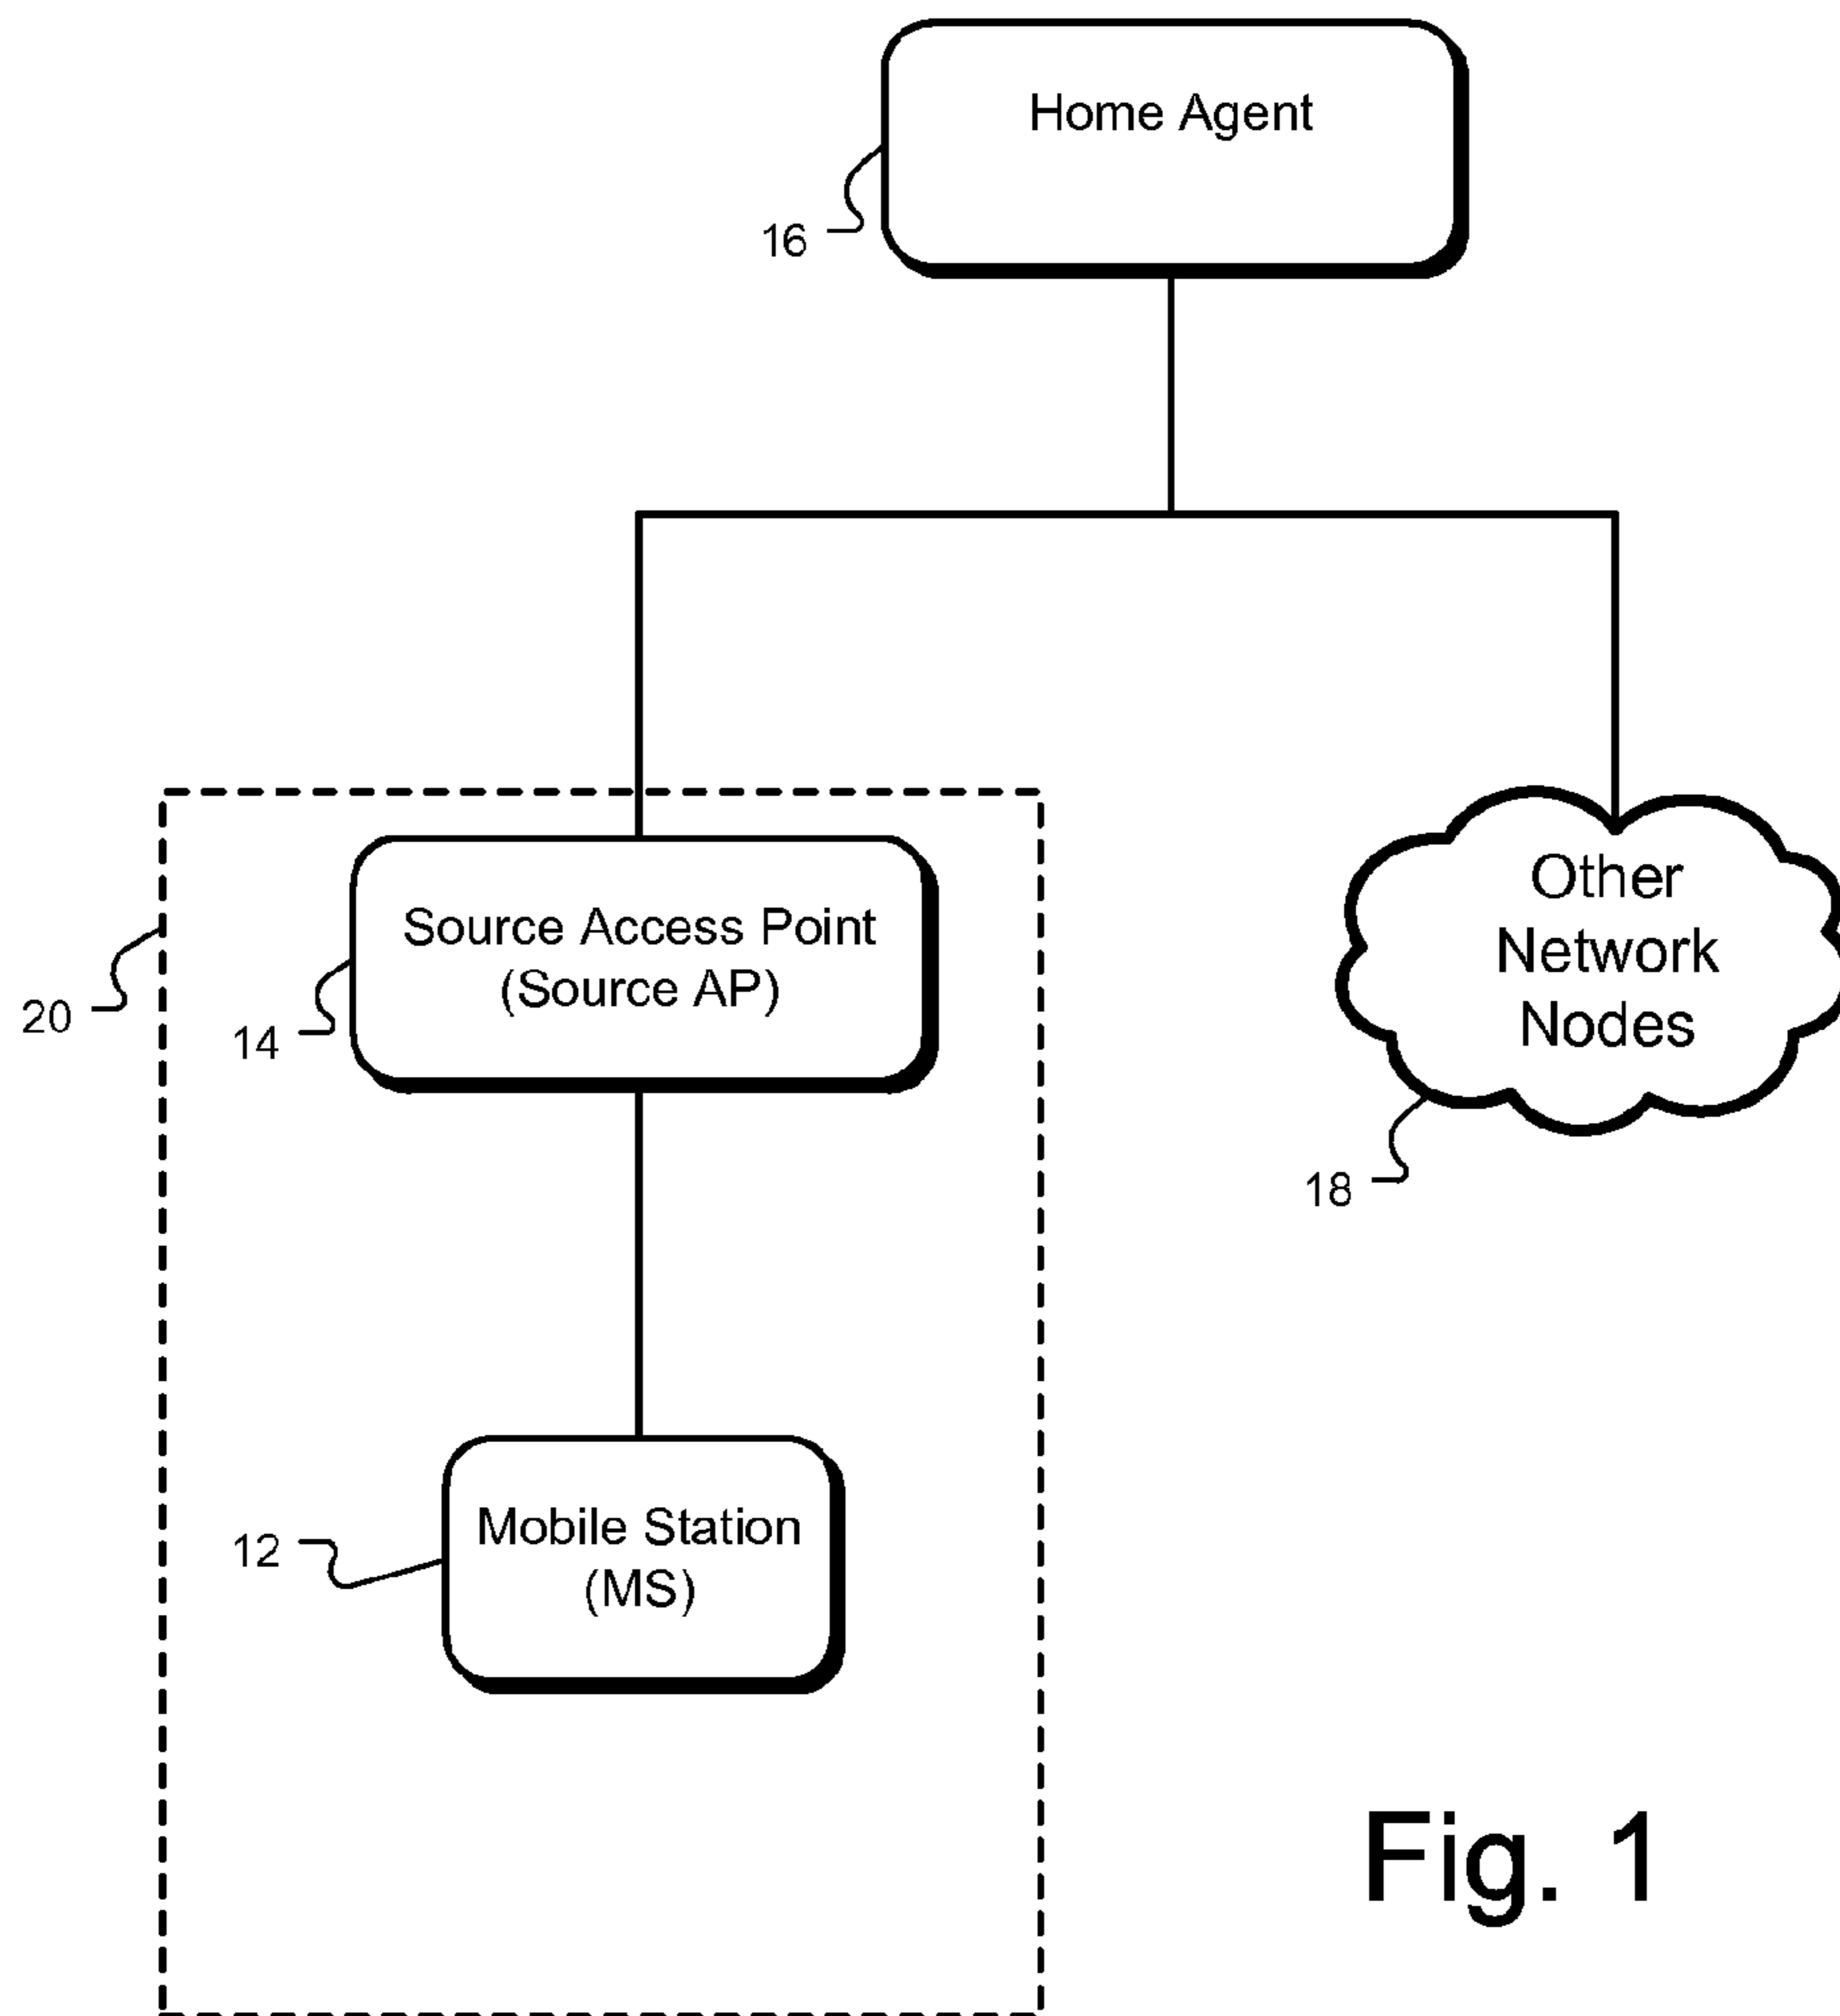 Home Agent
16
Source Access Point
(Source AP)
20
14
Other
Network
Nodes
18
Mobile Station
(MS)
12
Fig. 1